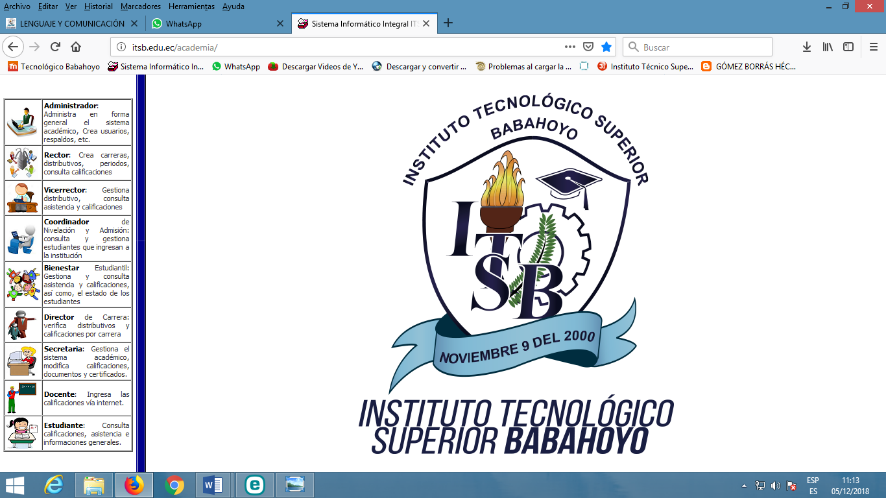 Archivo Editar Ver Historial Marcadores Herramientas Ayuda
LENGUAJE Y COMUNICACIÓN
WhatsApp
Sistema Informático Integral IT
itsb.edu.ec/academia/
Buscar
Tecnológico Babahoyo
Sistema informático In...
WhatsApp
Descargar Videos de Y...
Descargar y convertir ...
Problemas al cargar la ...
Instituto Técnico Supe...
GÓMEZ BORRÁS HÉC...
Administrador:
Administra en forma
general el sistema
académico, Crea usuarios,
respaldos, etc.
Rector: Crea carreras,
distributivos, periodos,
consulta calificaciones
Vicerrector: Gestiona
distributivo, consulta
asistencia y calificaciones
Coordinador de
Nivelación y Admisión:
consulta y gestiona
estudiantes que ingresan a
la institución
Bienestar Estudiantil:
Gestiona y consulta
asistencia y calificaciones,
así como, el estado de los
estudiantes
Director de Carrera:
verifica distributivos y
calificaciones por carrera
Secretaria: Gestiona el
sistema académico,
modifica calificaciones,
documentos y certificados.
Docente: Ingresa las
calificaciones vía internet.
Estudiante: Consulta
calificaciones, asistencia e
informaciones generales.
INSTITUTO TECNOLÓGICO SUPERIOR
BABAHOYO
ITSB
NOVIEMBRE 9 DEL 2000
INSTITUTO TECNOLÓGICO
SUPERIOR BABAHOYO
ESP
ES
11:13
05/12/2018